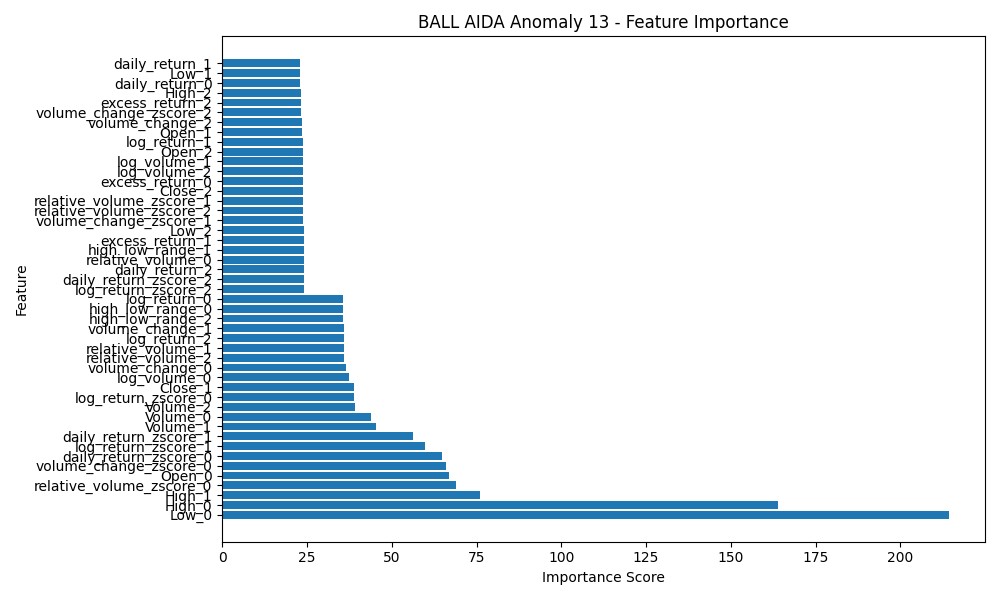 BALL AIDA Anomaly 13 - Feature Importance
daily_return_1
Low_1
daily_return_0
High_2
excess_return_2
volume_change_zscore_2
volume_change_2
Open_1
log_return_1
Open_2
log_volume_1
log_volume_2
excess_return_0
Close_2
relative_volume_zscore_1
relative_volume_zscore_2
volume_change_zscore_1
Low_2
excess_return_1
high_low_range_1
relative_volume_0
daily_return_2
daily_return_zscore_2
log_return_zscore_2
log_return_0
high_low_range_0
high_low_range_2
volume_change_1
log_return_2
relative_volume_1
relative_volume_2
volume_change_0
log_volume_0
Close_1
log_return_zscore_0
Volume_2
Volume_0
Volume_1
daily_return_zscore_1
log_return_zscore_1
daily_return_zscore_0
volume_change_zscore_0
Open_0
relative_volume_zscore_0
High_1
High_0
Low_0
Feature
0 25 50 75 100 125 150 175 200
Importance Score